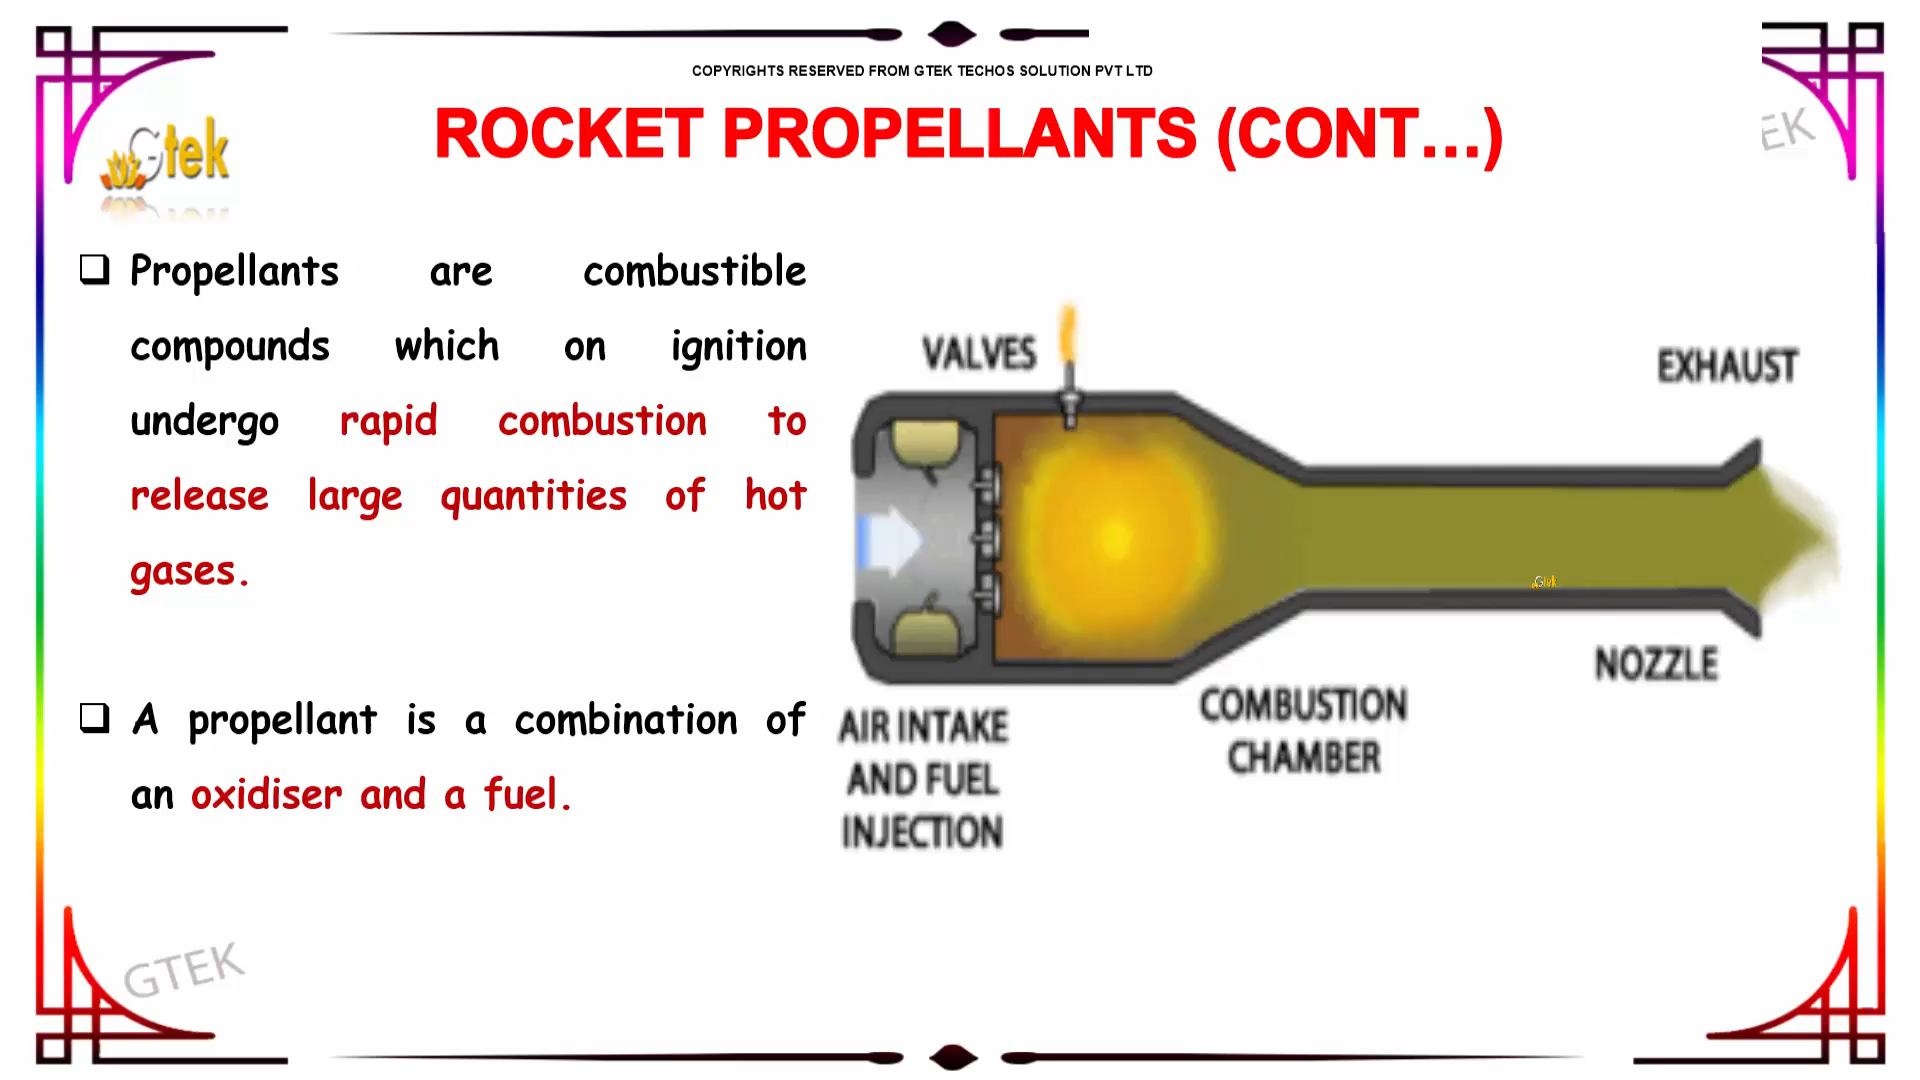 COPYRIGHTS RESERVED FROM GTEK TECHOS SOLUTION PVT LTD
ROCKET PROPELLANTS (CONT...)
EK
Gtek
❑ Propellants are combustible
compounds which on ignition
undergo rapid combustion to
release large quantities of hot
gases.
❑ A propellant is a combination of
an oxidiser and a fuel.
VALVES
EXHAUST
Gtek
NOZZLE
COMBUSTION
CHAMBER
AIR INTAKE
AND FUEL
INJECTION
GTEK